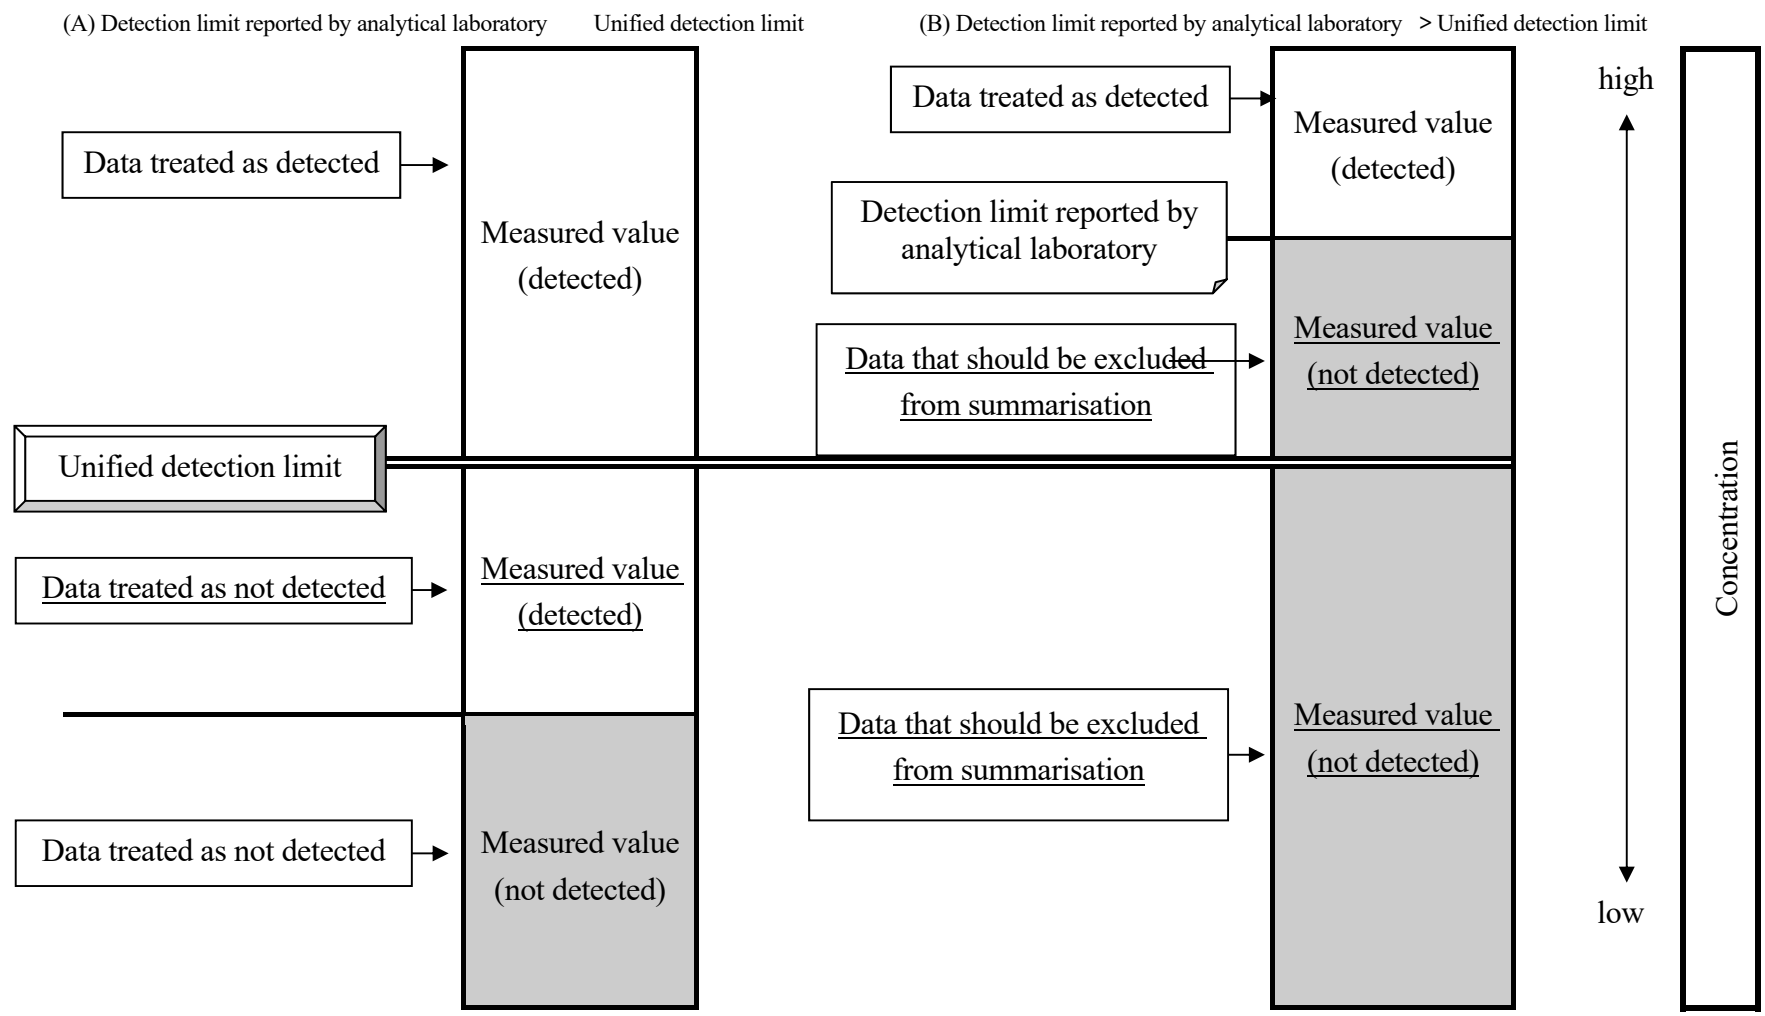 (A) Detection limit reported by analytical laboratory Unified detection limit
(B) Detection limit reported by analytical laboratory > Unified detection limit
Data treated as detected
Measured value
(detected)
Unified detection limit
Data treated as not detected
Measured value
(detected)
Data treated as not detected
Measured value
(not detected)
Data treated as detected
Measured value
(detected)
Detection limit reported by
analytical laboratory
Data that should be excluded
from summarisation
Measured value
(not detected)
Data that should be excluded
from summarisation
Measured value
(not detected)
high
low
Concentration